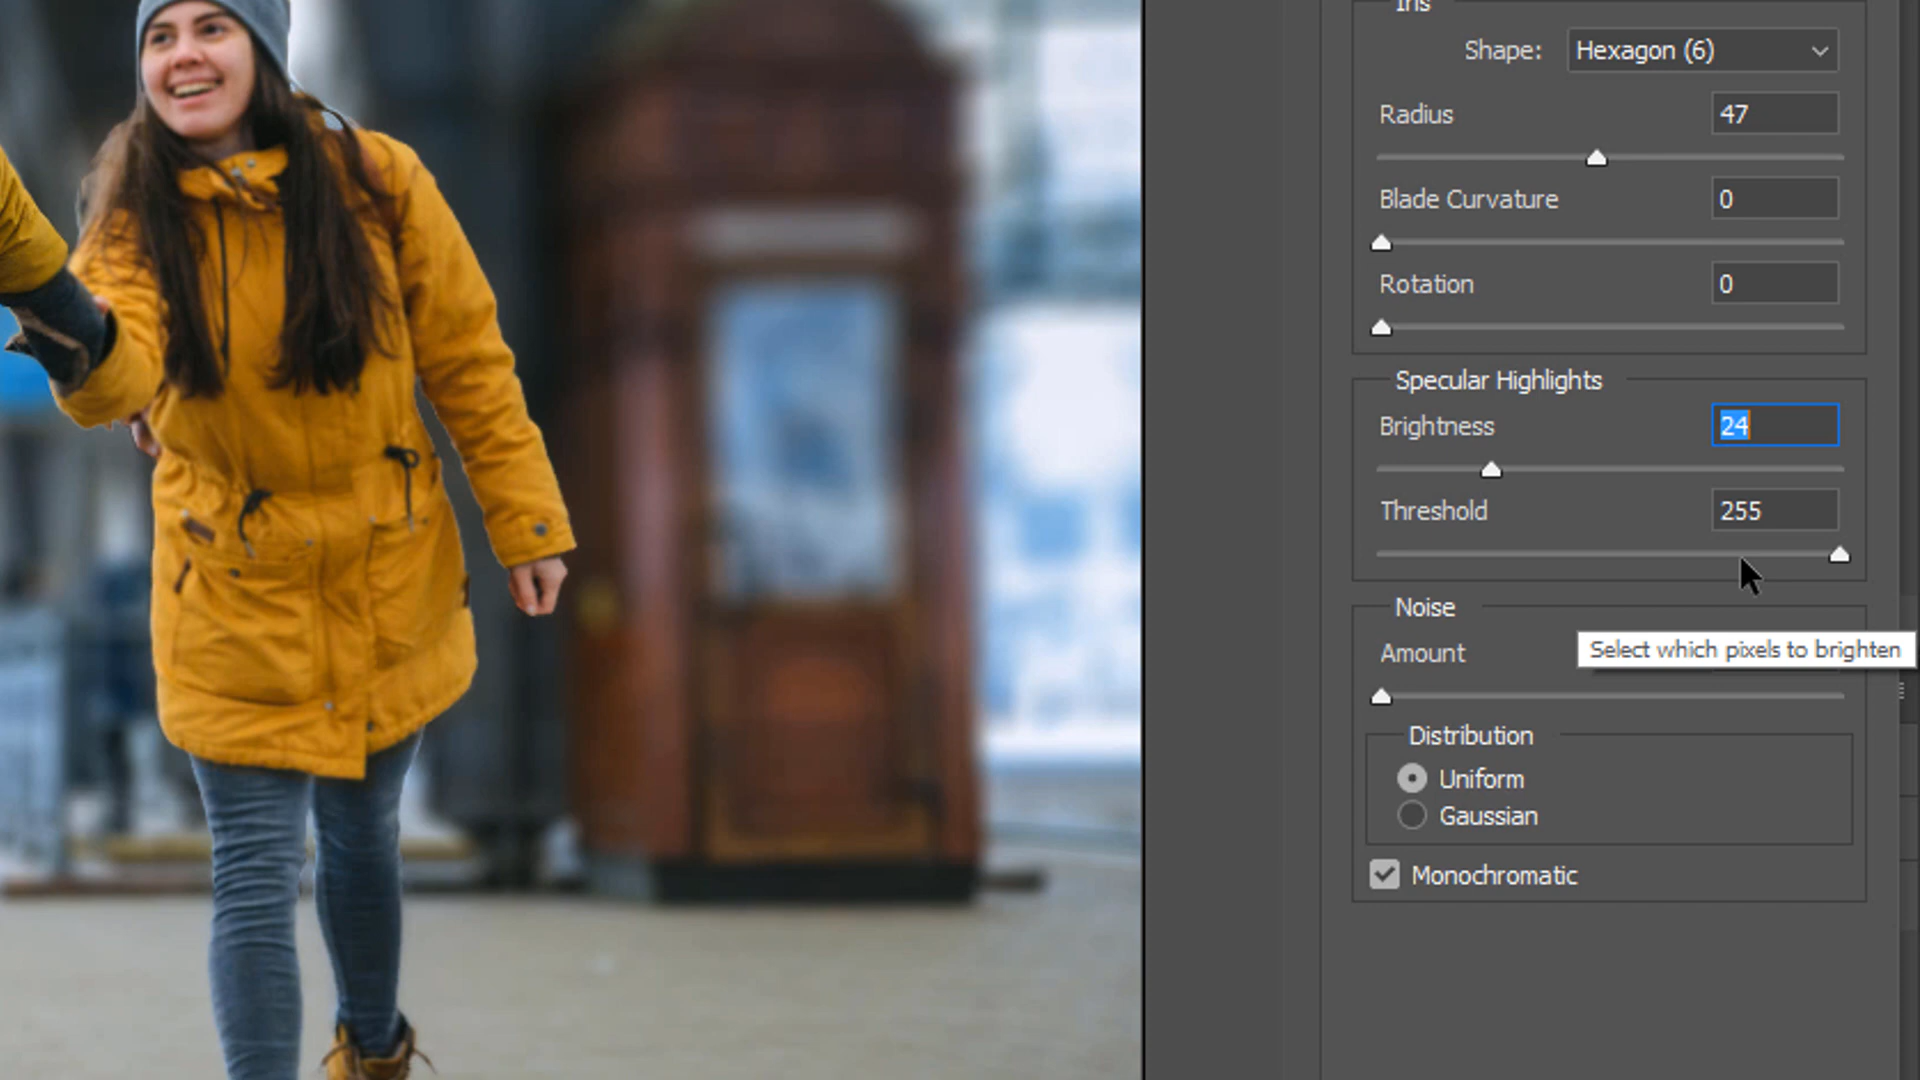 Iris
Shape: Hexagon (6)
Radius 47
Blade Curvature 0
Rotation 0
Specular Highlights
Brightness 24
Threshold 255
Noise
Amount
Select which pixels to brighten
Distribution
Uniform
Gaussian
Monochromatic